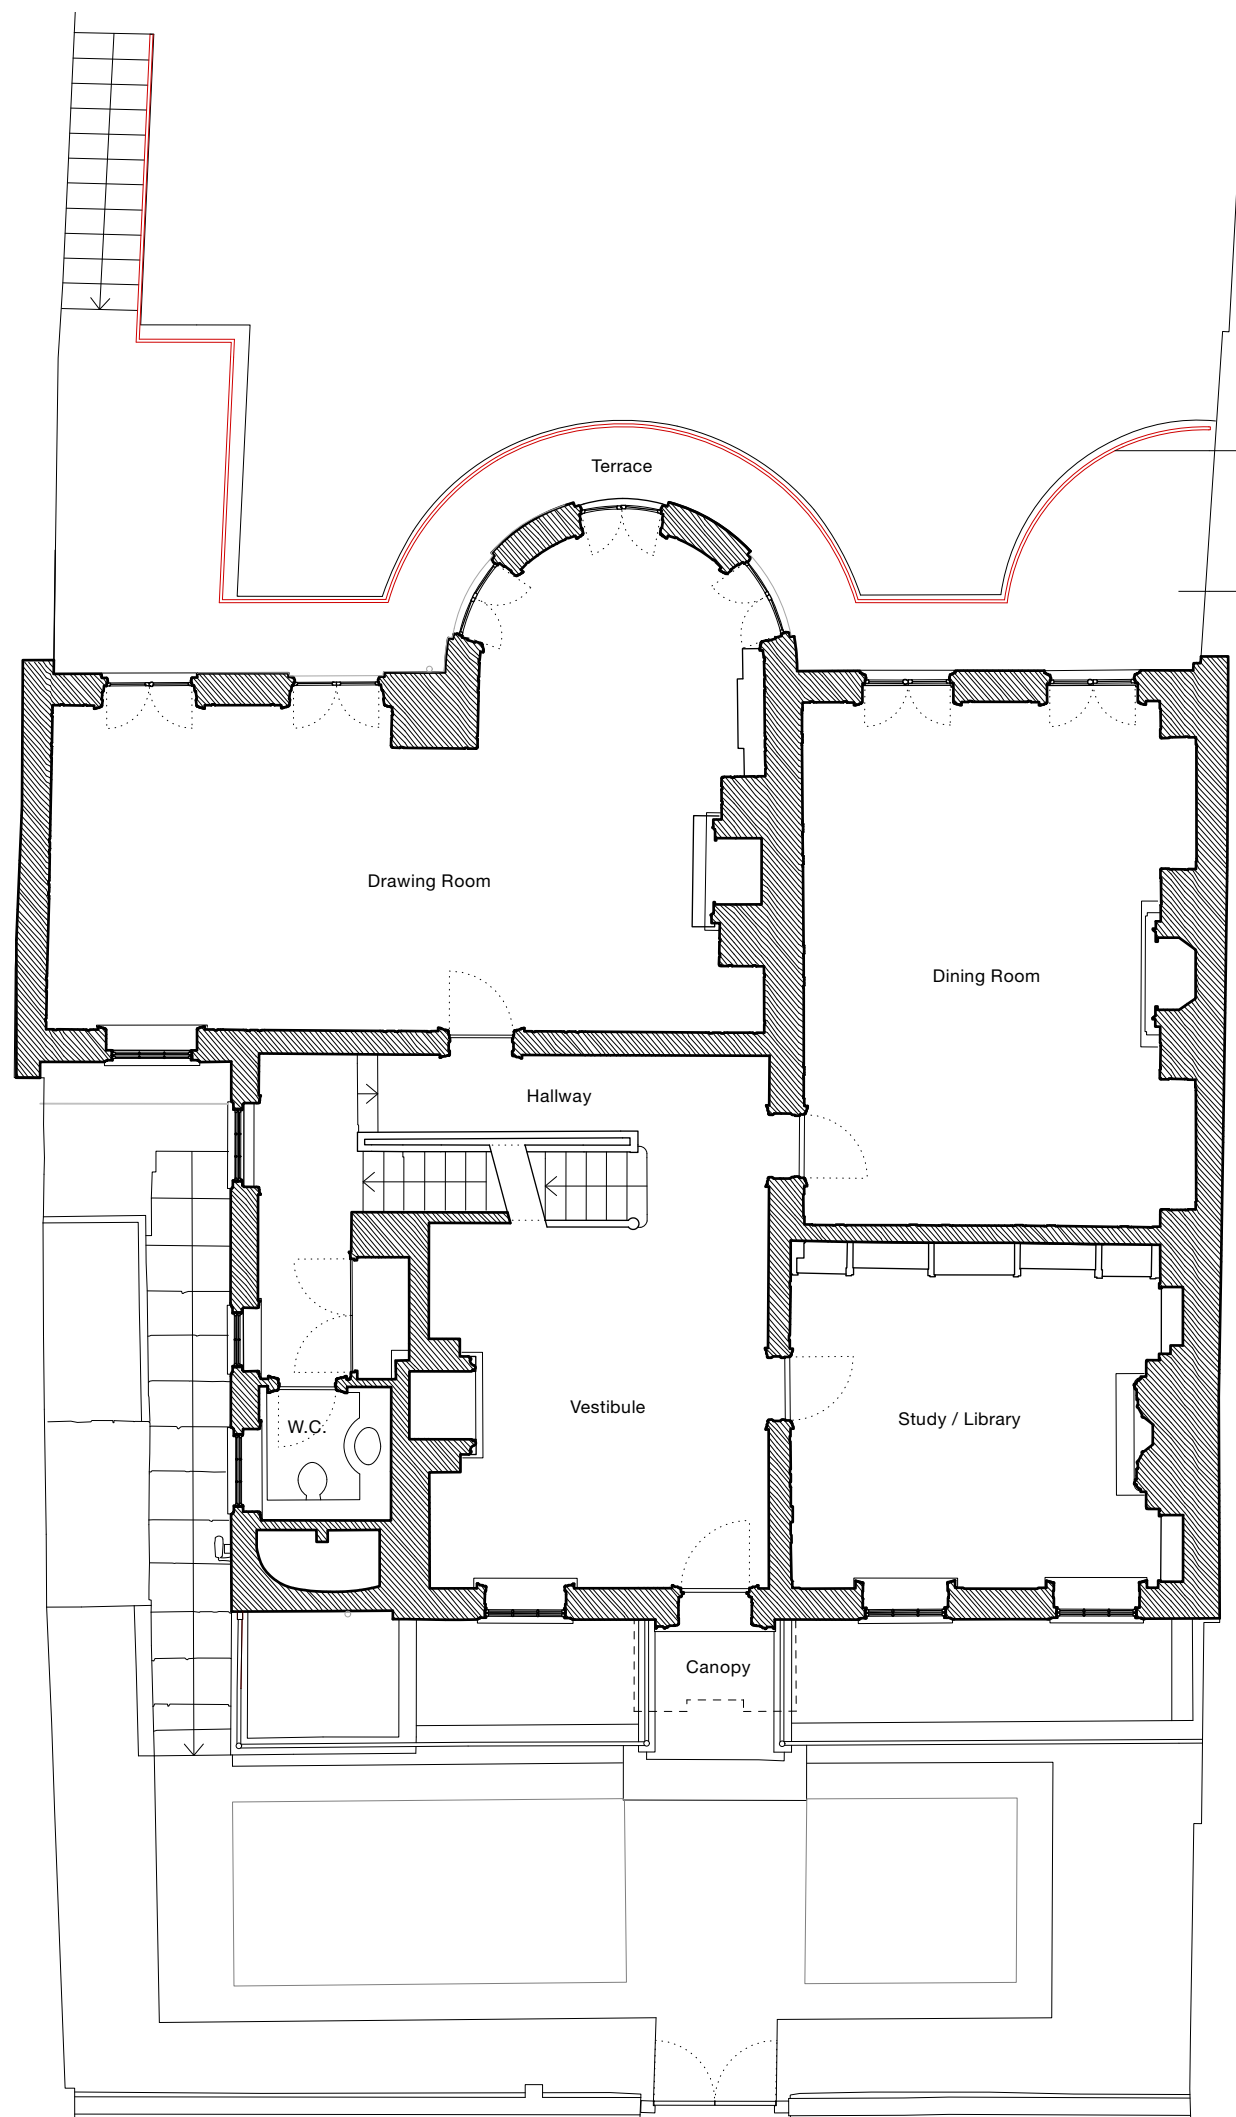 Terrace
Drawing Room
Dining Room
Hallway
Vestibule
Study / Library
W.C.
Canopy